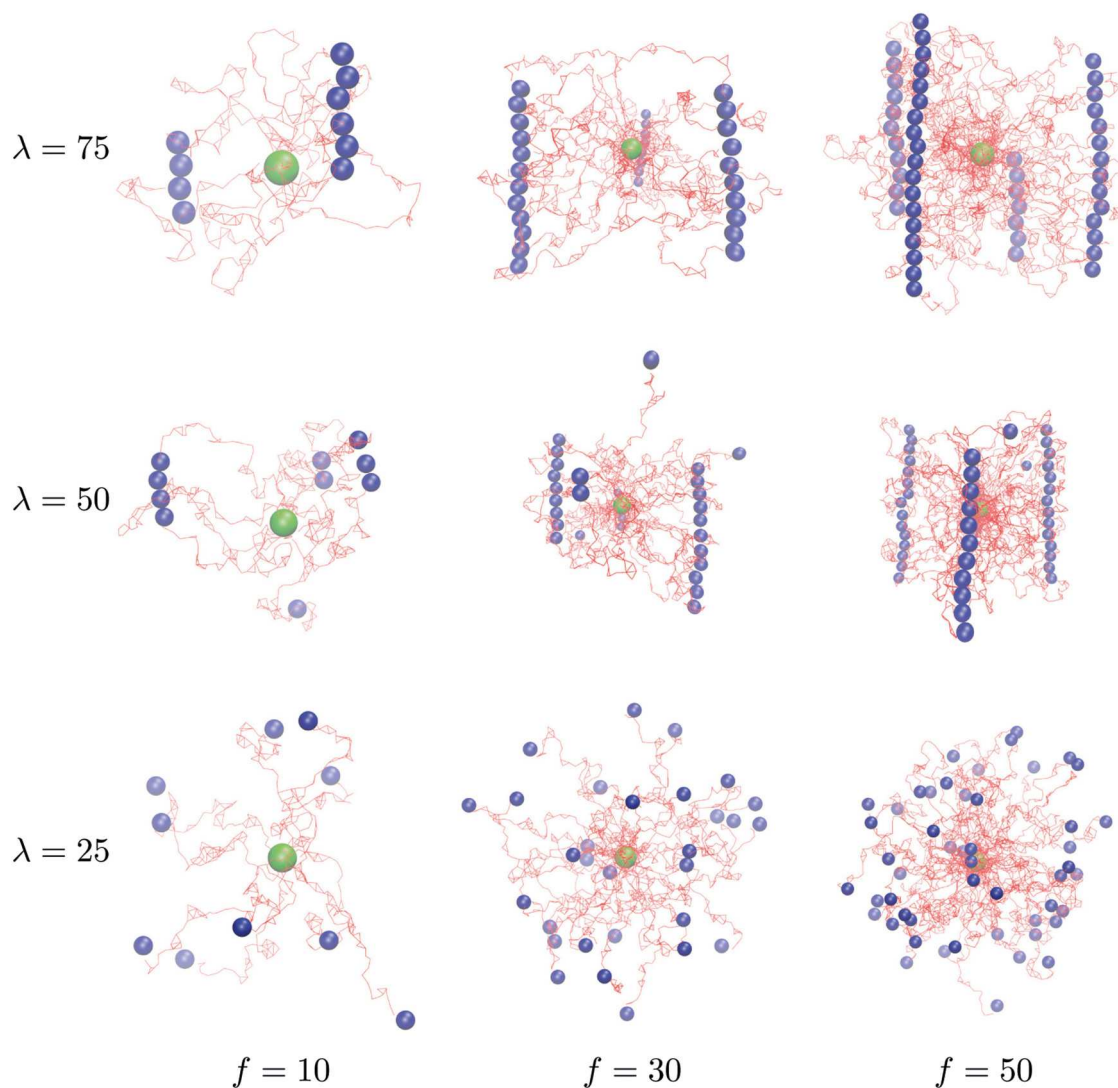 λ = 75
λ = 50
λ = 25
f = 10
f = 30
f = 50